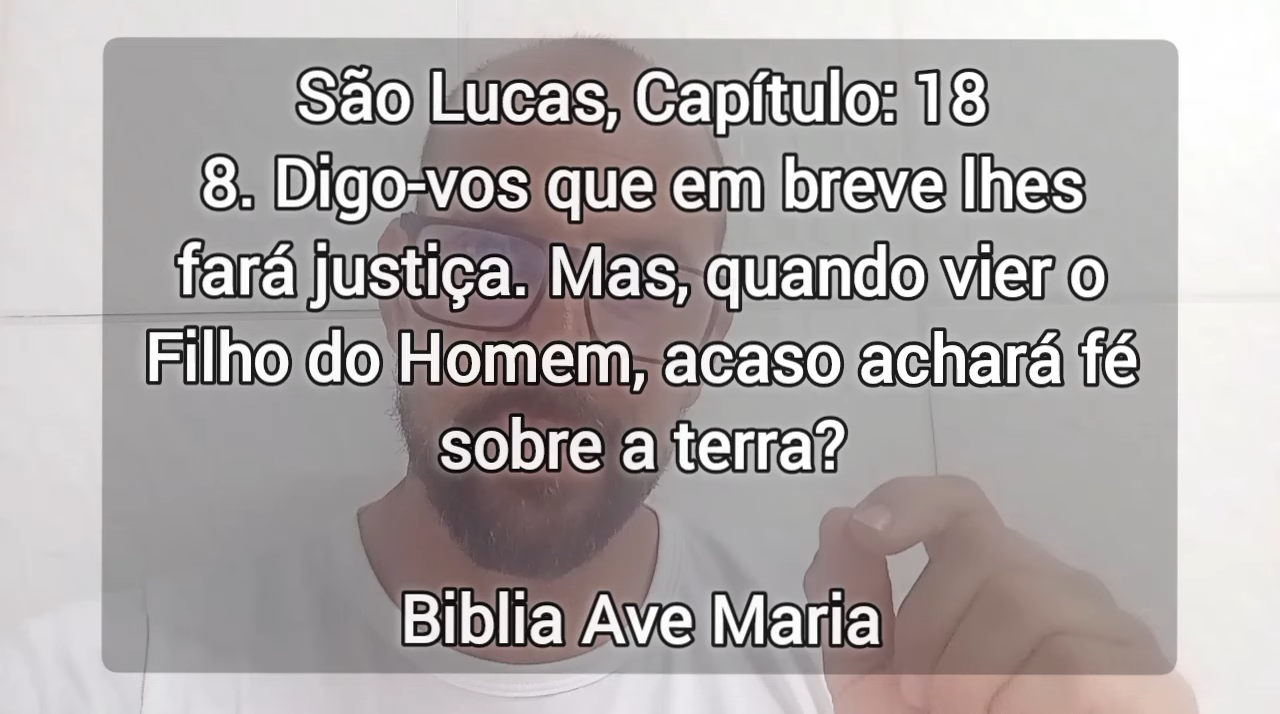 São Lucas, Capítulo: 18
8. Digo-vos que em breve lhes
fará justiça. Mas, quando vier o
Filho do Homem, acaso achará fé
sobre a terra?
Biblia Ave Maria